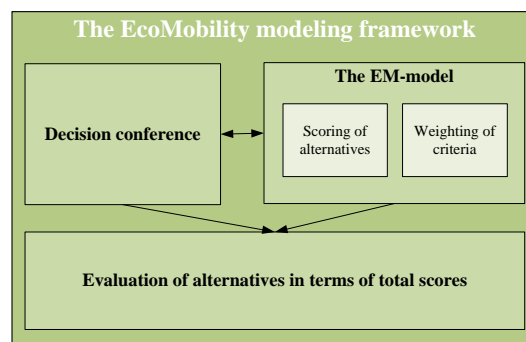 The EcoMobility modeling framework
The EM-model
Decision conference
Scoring of
alternatives
Weighting of
criteria
Evaluation of alternatives in terms of total scores